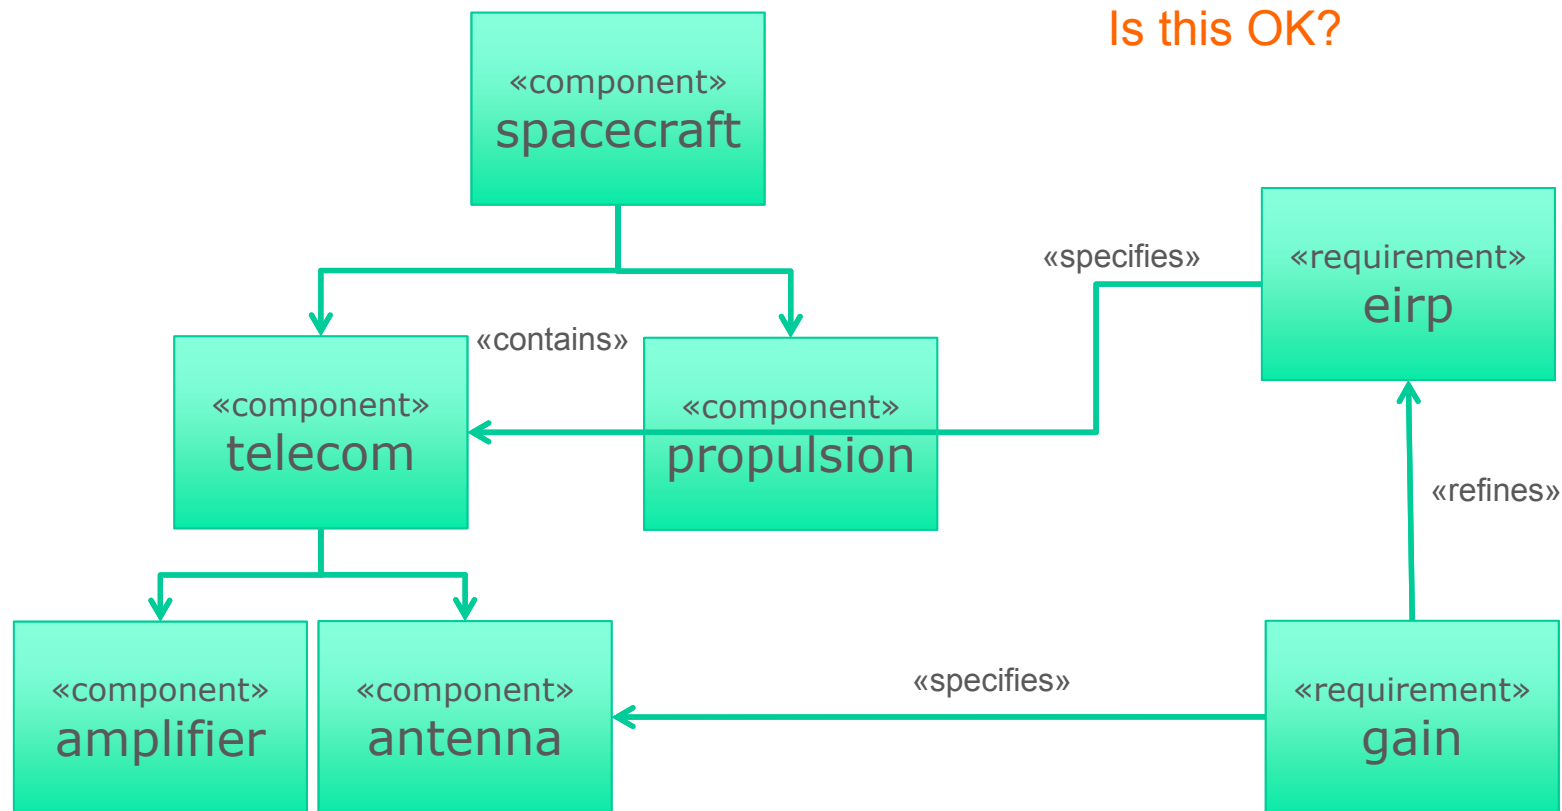 Is this OK?
«component»
spacecraft
«specifies»
«requirement»
eirp
«contains»
«component»
telecom
«component»
propulsion
«refines»
«component»
amplifier
«component»
antenna
«specifies»
«requirement»
gain